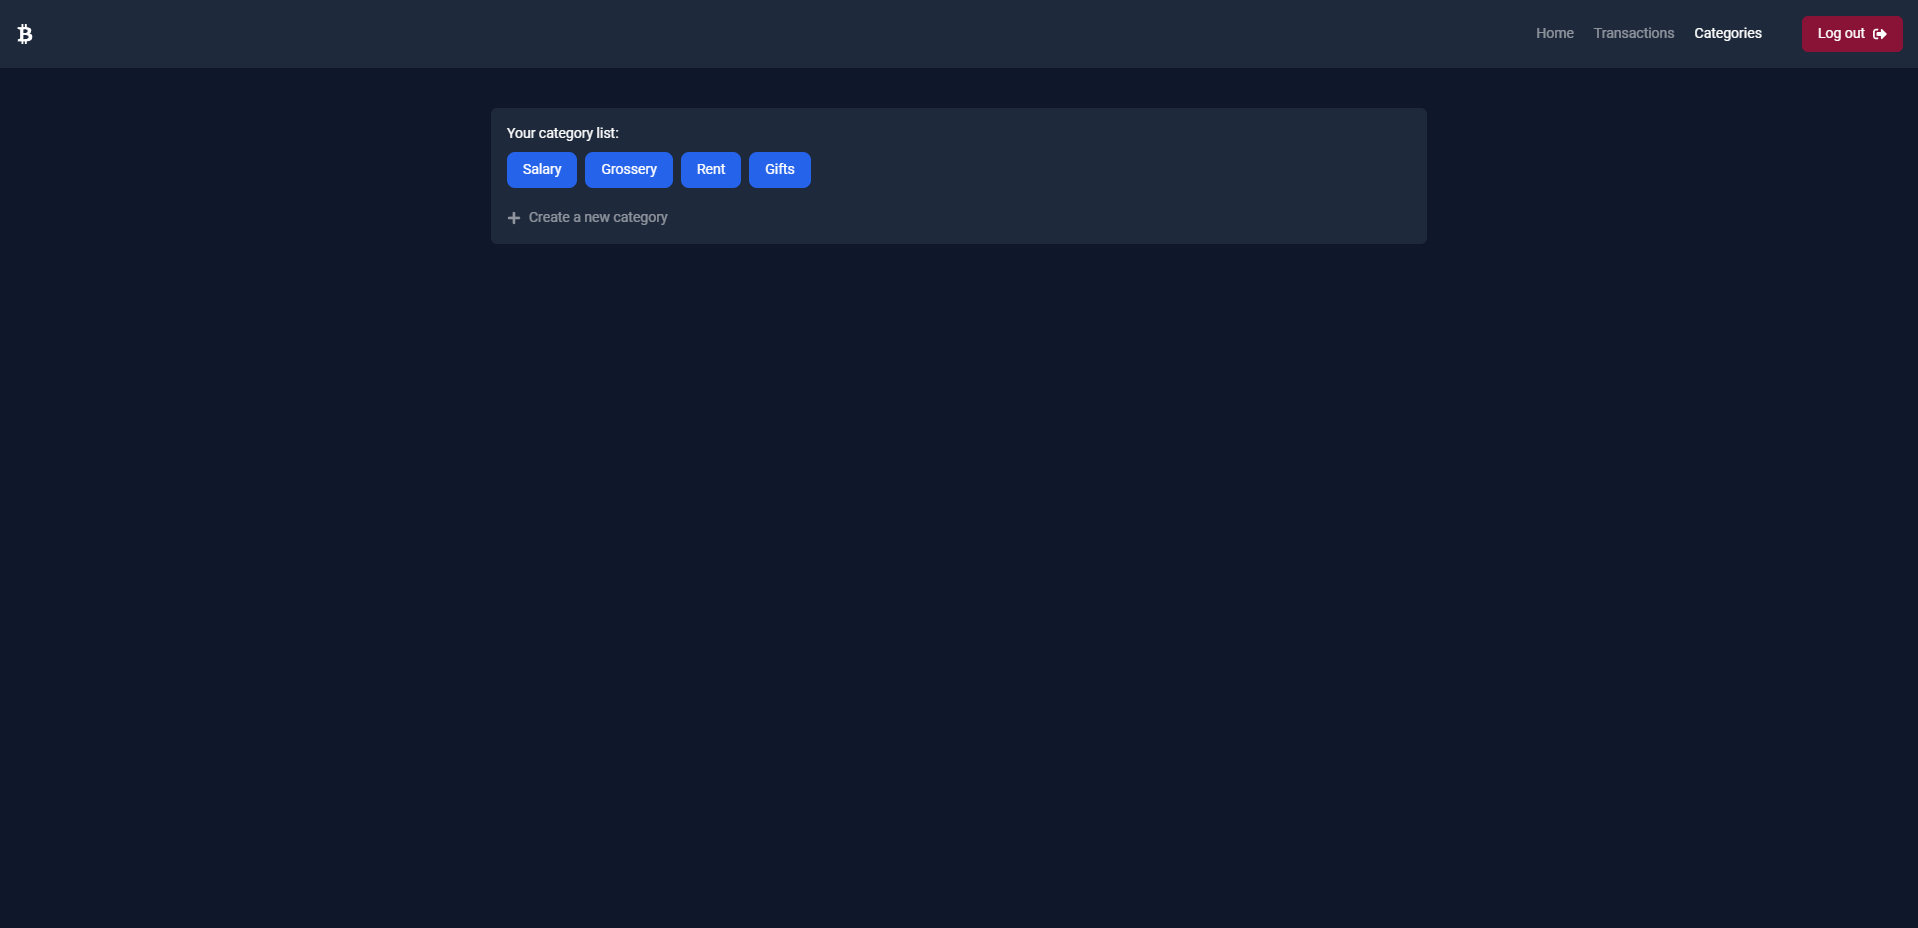 Home Transactions Categories Log out
Your category list:
Salary Grossery Rent Gifts
Create a new category